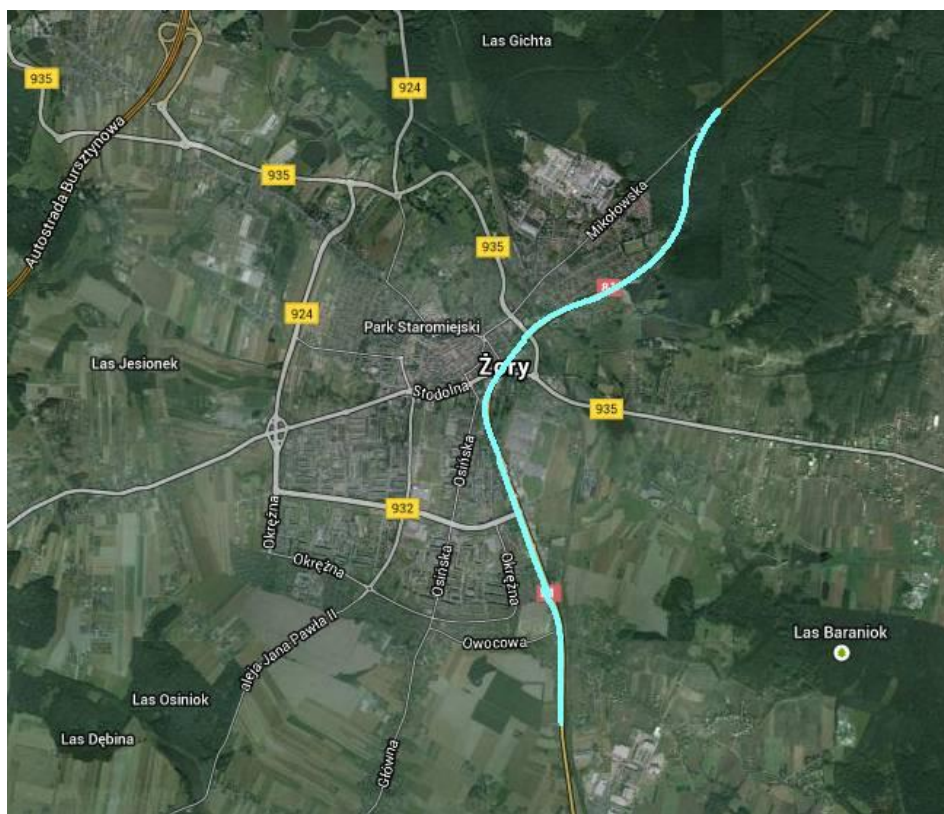 Las Gichta
935
924
Autostrada Bursztynowa
935
Mikołowska
935
81
924
Park Staromiejski
Las Jesionek
Żory
Stodolna
935
Osińska
932
Okrężna
Okrężna
Osińska
Okrężna
Las Baraniok
Owocowa
aleja Jana Pawła II
Las Osiniok
Las Dębina
Główna